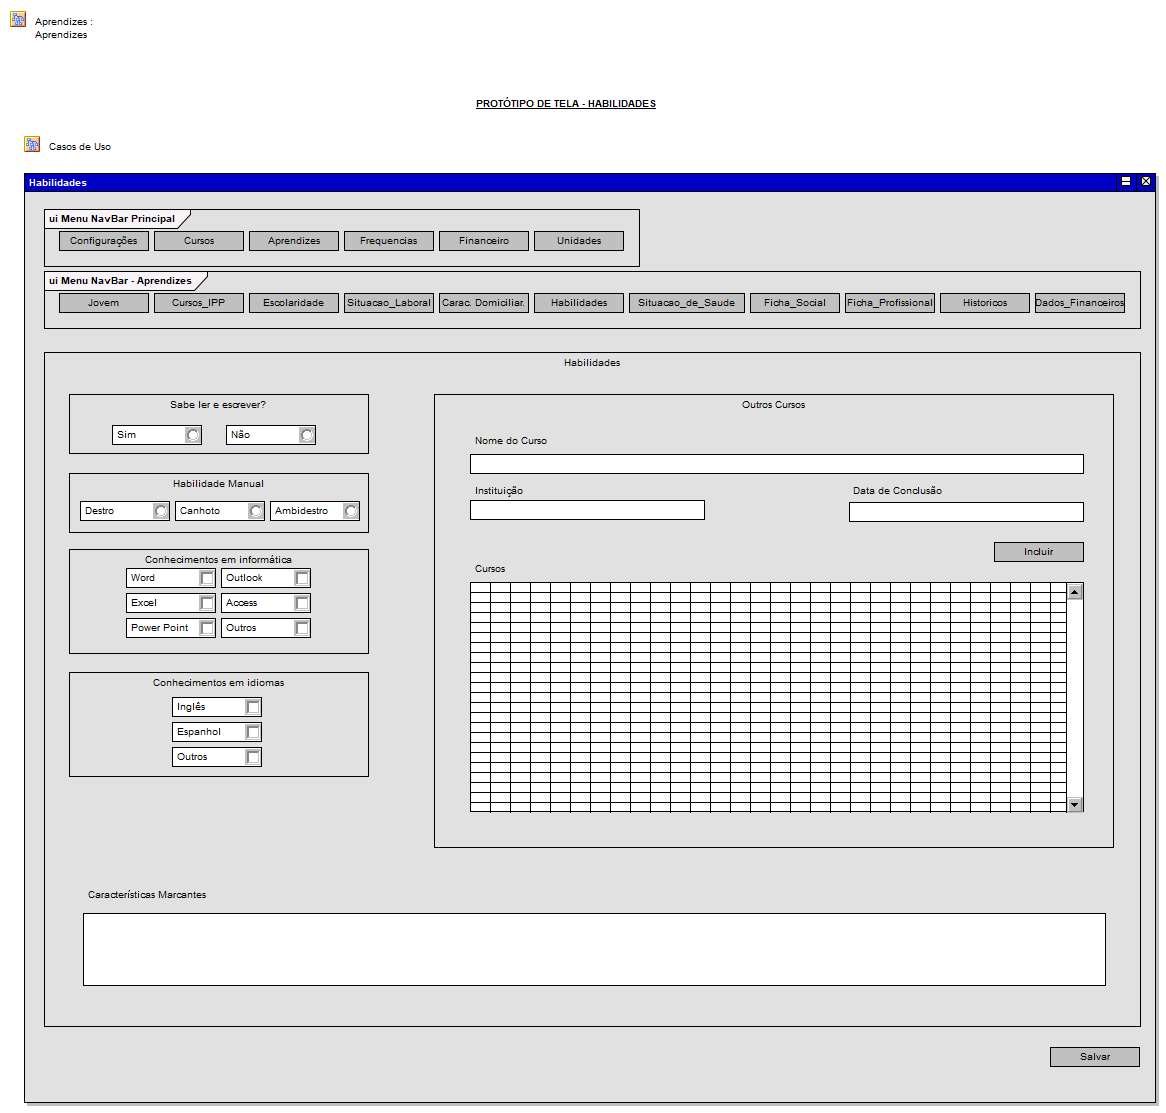 Aprendizes :
Aprendizes
PROTÓTIPO DE TELA - HABILIDADES
Casos de Uso
Habilidades
ui Menu NavBar Principal
Configurações Cursos Aprendizes Frequencias Financeiro Unidades
ui Menu NavBar - Aprendizes
Jovem Cursos_IPP Escolaridade Situacao_Laboral Carac. Domiciliar. Habilidades Situacao_de_Saude Ficha_Social Ficha_Profissional Historicos Dados_Financeiros
Habilidades
Sabe ler e escrever?
Sim Não
Habilidade Manual
Destro Canhoto Ambidestro
Conhecimentos em informática
Word Outlook
Excel Access
Power Point Outros
Conhecimentos em idiomas
Inglês
Espanhol
Outros
Outros Cursos
Nome do Curso
Instituição Data de Conclusão
Incluir
Cursos
Características Marcantes
Salvar